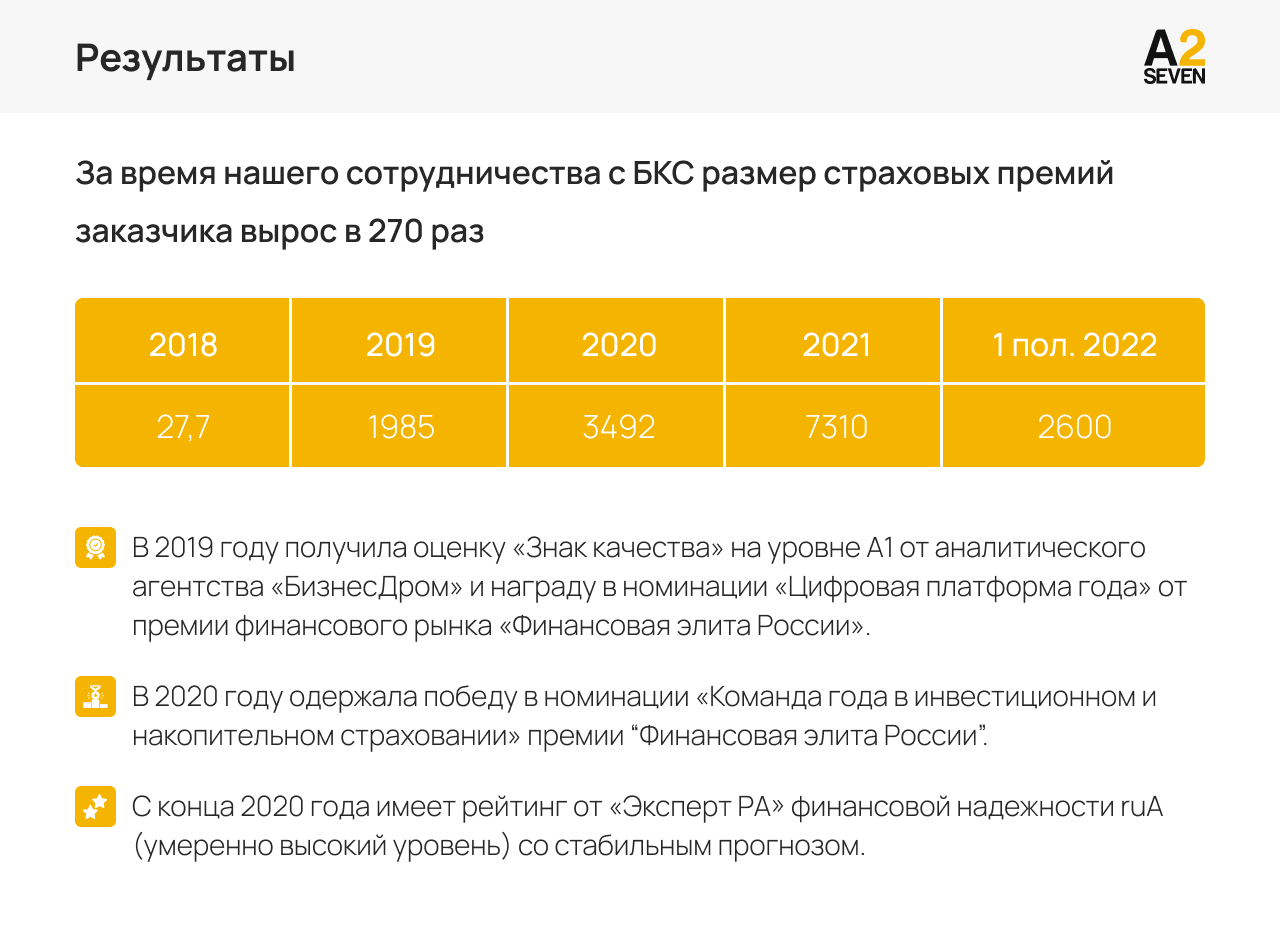 Результаты
A2
SEVEN
За время нашего сотрудничества с БКС размер страховых премий
заказчика вырос в 270 раз
2018 2019 2020 2021 1 пол. 2022
27,7 1985 3492 7310 2600
В 2019 году получила оценку «Знак качества» на уровне А1 от аналитического
агентства «БизнесДром» и награду в номинации «Цифровая платформа года» от
премии финансового рынка «Финансовая элита России».
В 2020 году одержала победу в номинации «Команда года в инвестиционном и
накопительном страховании» премии “Финансовая элита России”.
С конца 2020 года имеет рейтинг от «Эксперт РА» финансовой надежности ruA
(умеренно высокий уровень) со стабильным прогнозом.